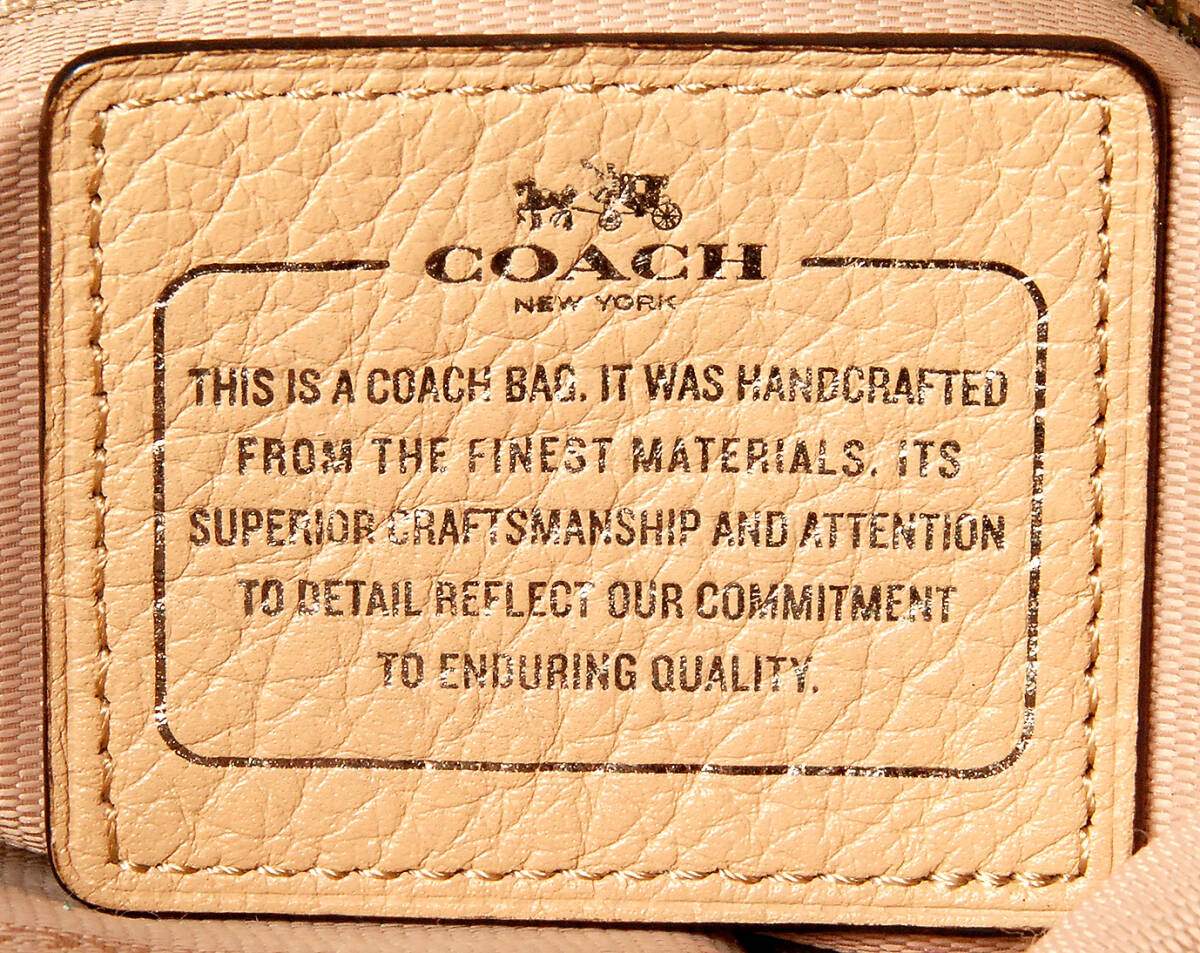 COACH
NEW YORK
THIS IS A COACH BAG. IT WAS HANDCRAFTED
FROM THE FINEST MATERIALS. ITS
SUPERIOR CRAFTSMANSHIP AND ATTENTION
TO DETAIL REFLECT OUR COMMITMENT
TO ENDURING QUALITY.